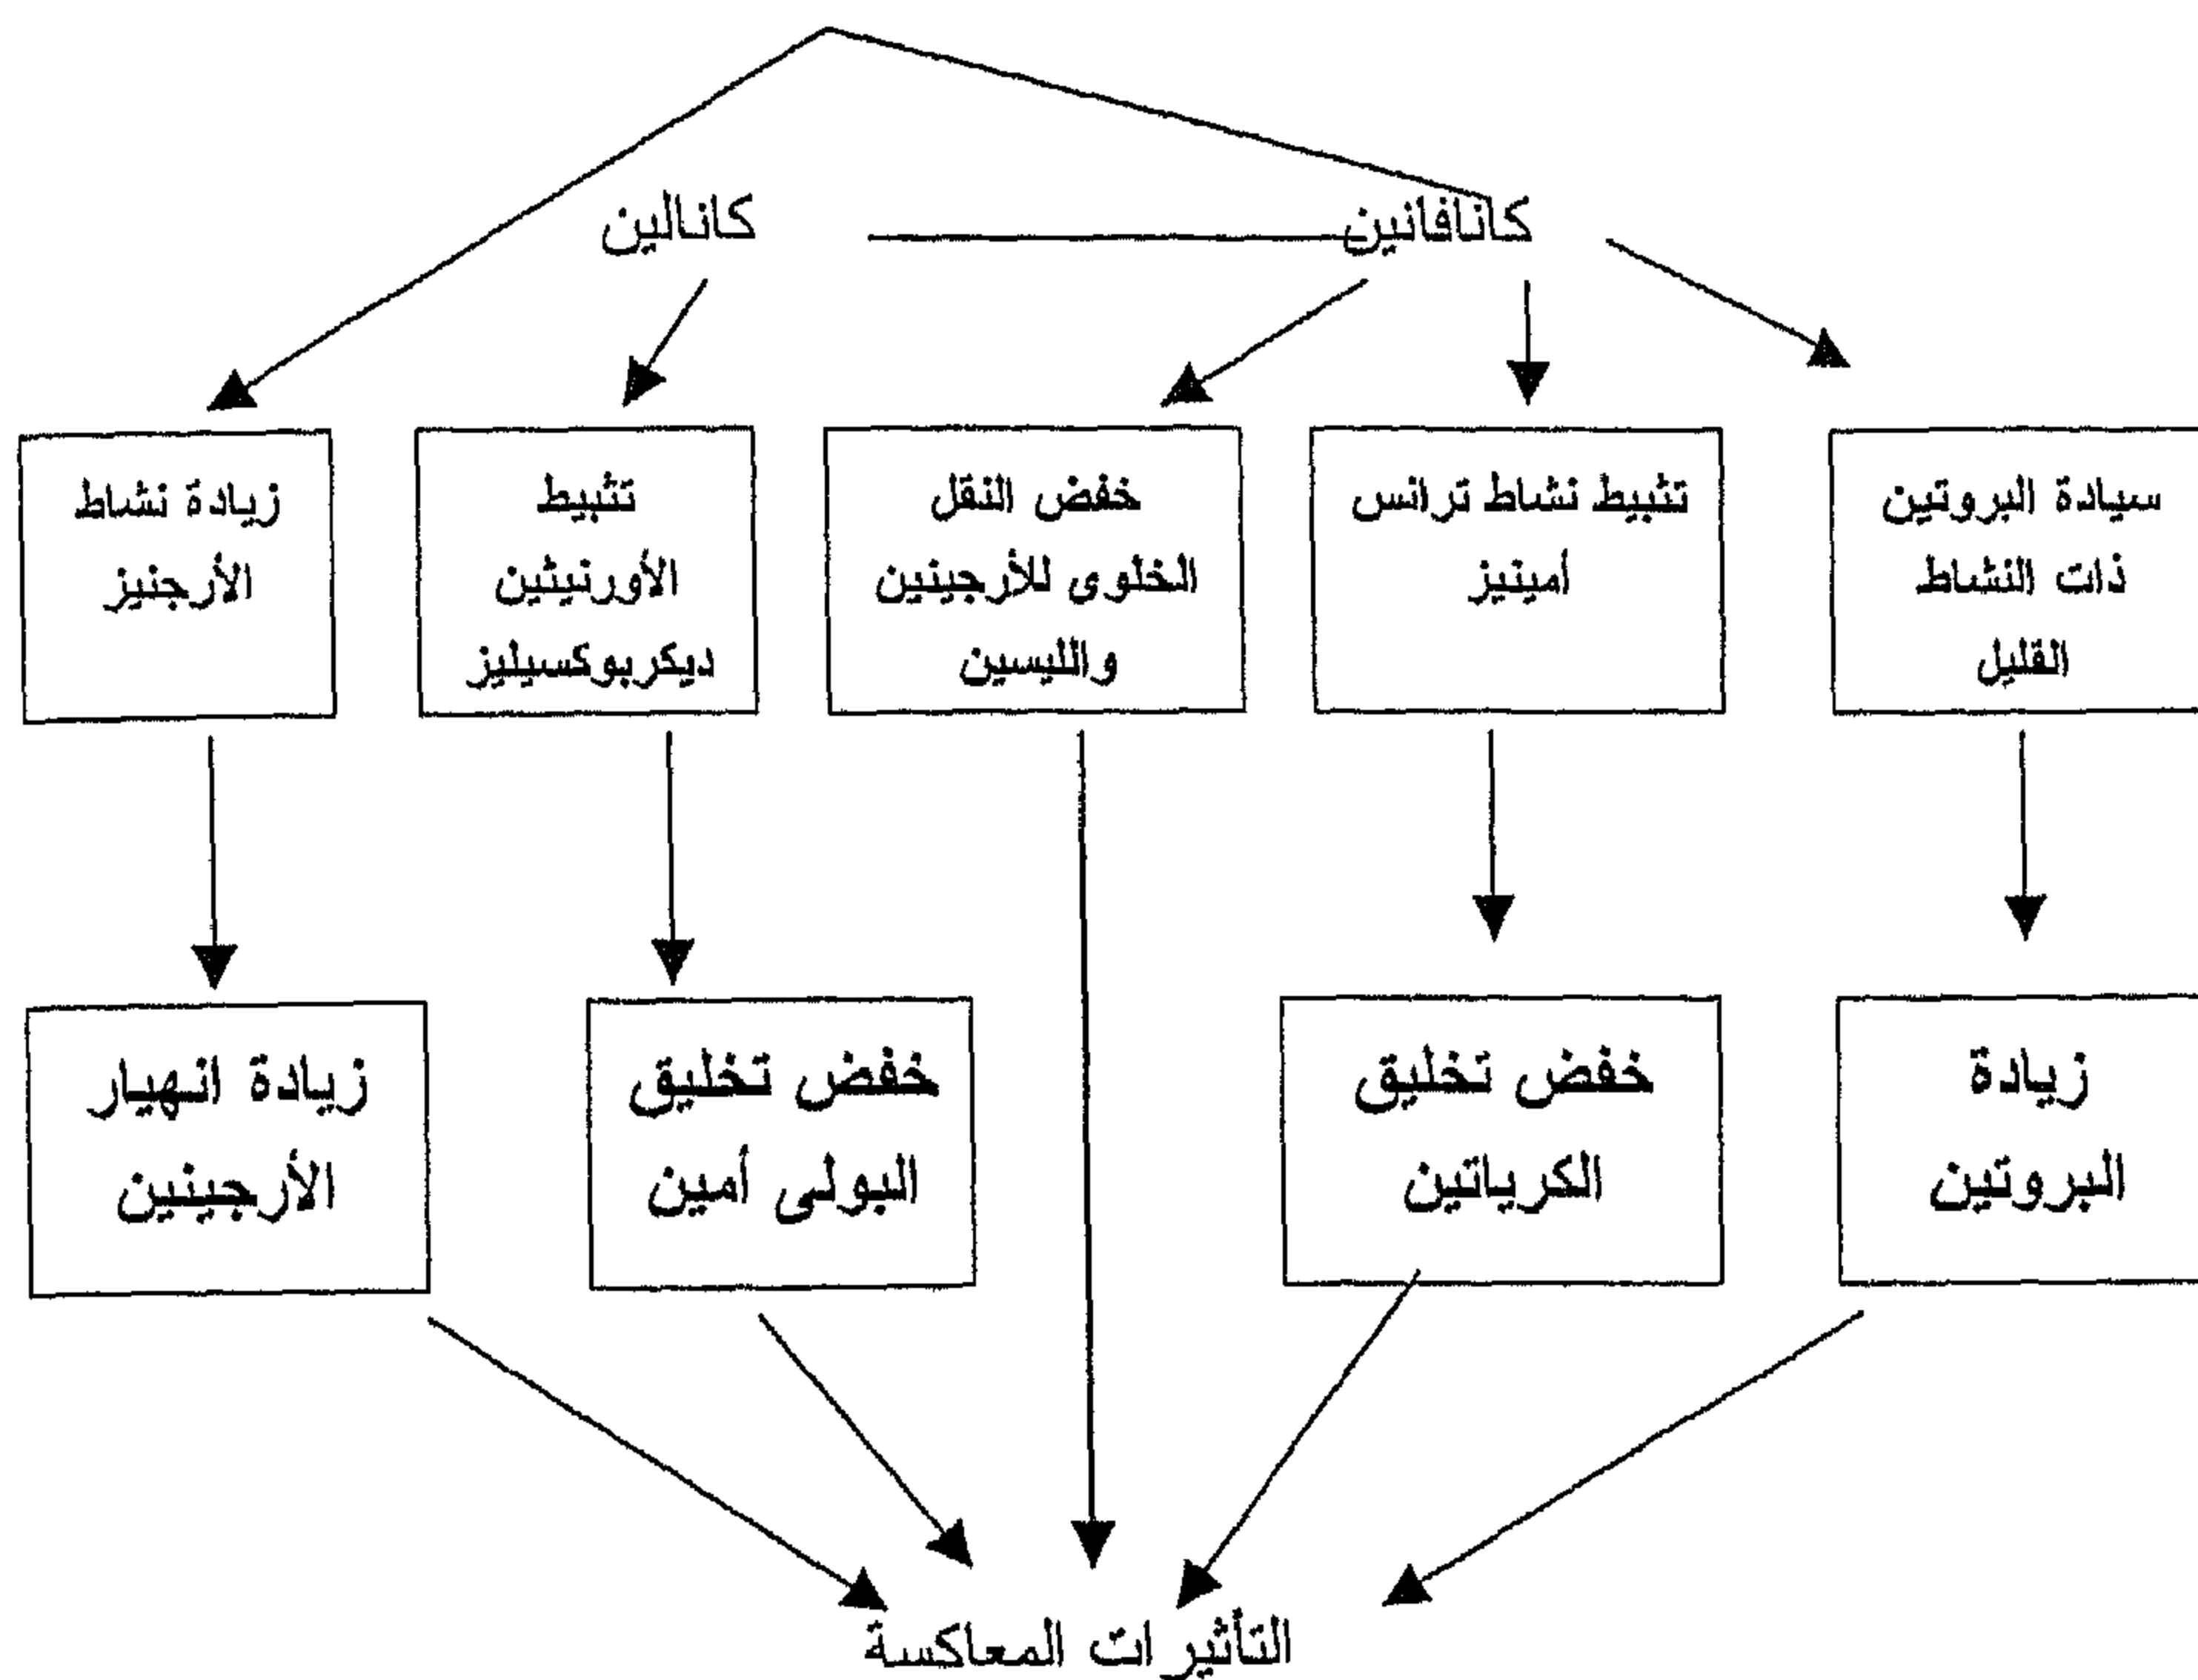 كانافانين
كانالين
سيادة البروتين
ذات النشاط
القليل
تثبيط نشاط ترانس
أمينيز
خفض النقل
الخلوى للأرجينين
والليسين
تثبيط
الأورنيثين
ديكربوكسيليز
زيادة نشاط
الأرجنيز
زيادة
البروتين
خفض تخليق
الكرياتين
خفض تخليق
البولى أمين
زيادة انهيار
الأرجينين
التأثيرات المعاكسة